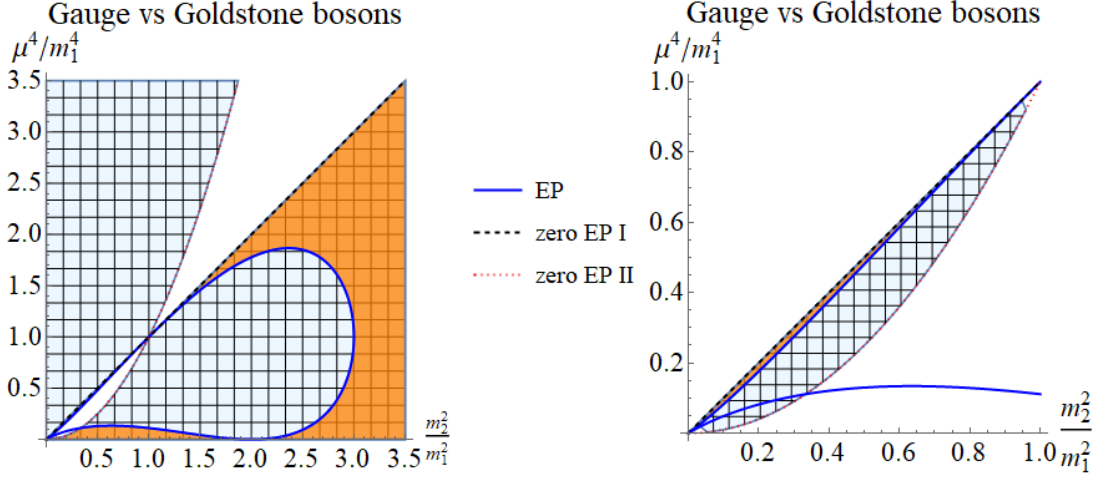 Gauge vs Goldstone bosons
μ⁴/m₁⁴
3.5
3.0
2.5
2.0
1.5
1.0
0.5
0.5 1.0 1.5 2.0 2.5 3.0 3.5
m₂²/m₁²
EP
zero EP I
zero EP II
Gauge vs Goldstone bosons
μ⁴/m₁⁴
1.0
0.8
0.6
0.4
0.2
0.2 0.4 0.6 0.8 1.0
m₂²/m₁²